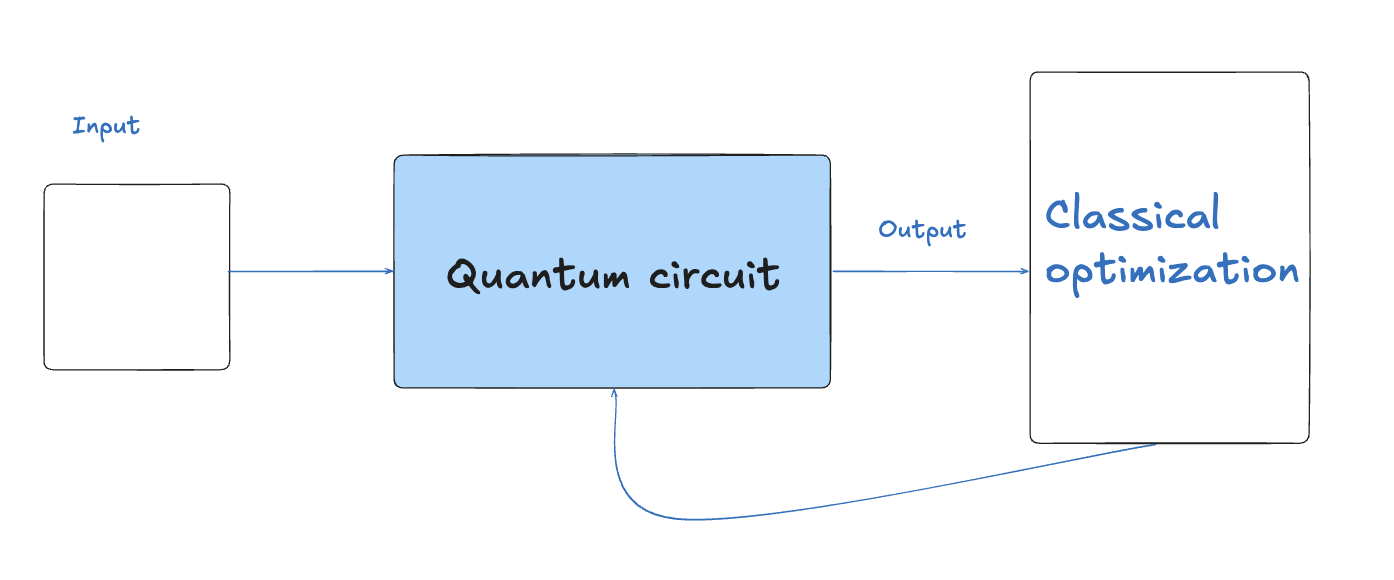 Input
Quantum circuit
Output
Classical
optimization